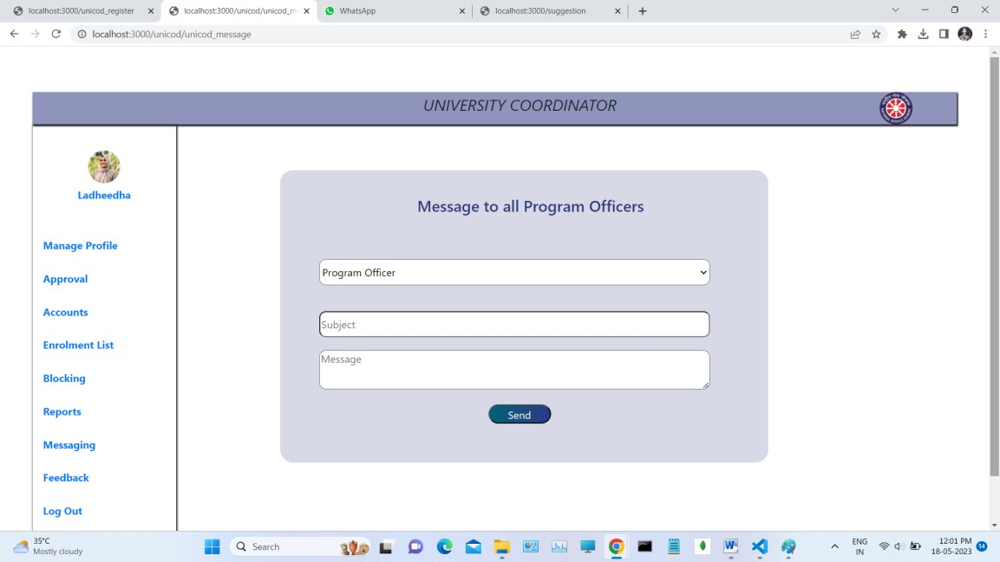 localhost:3000/unicod_register
localhost:3000/unicod/unicod_m
WhatsApp
localhost:3000/suggestion
localhost:3000/unicod/unicod_message
UNIVERSITY COORDINATOR
Ladheedha
Manage Profile
Approval
Accounts
Enrolment List
Blocking
Reports
Messaging
Feedback
Log Out
Message to all Program Officers
Program Officer
Subject
Message
Send
35°C
Mostly cloudy
Search
ENG
IN
12:01 PM
18-05-2023
14